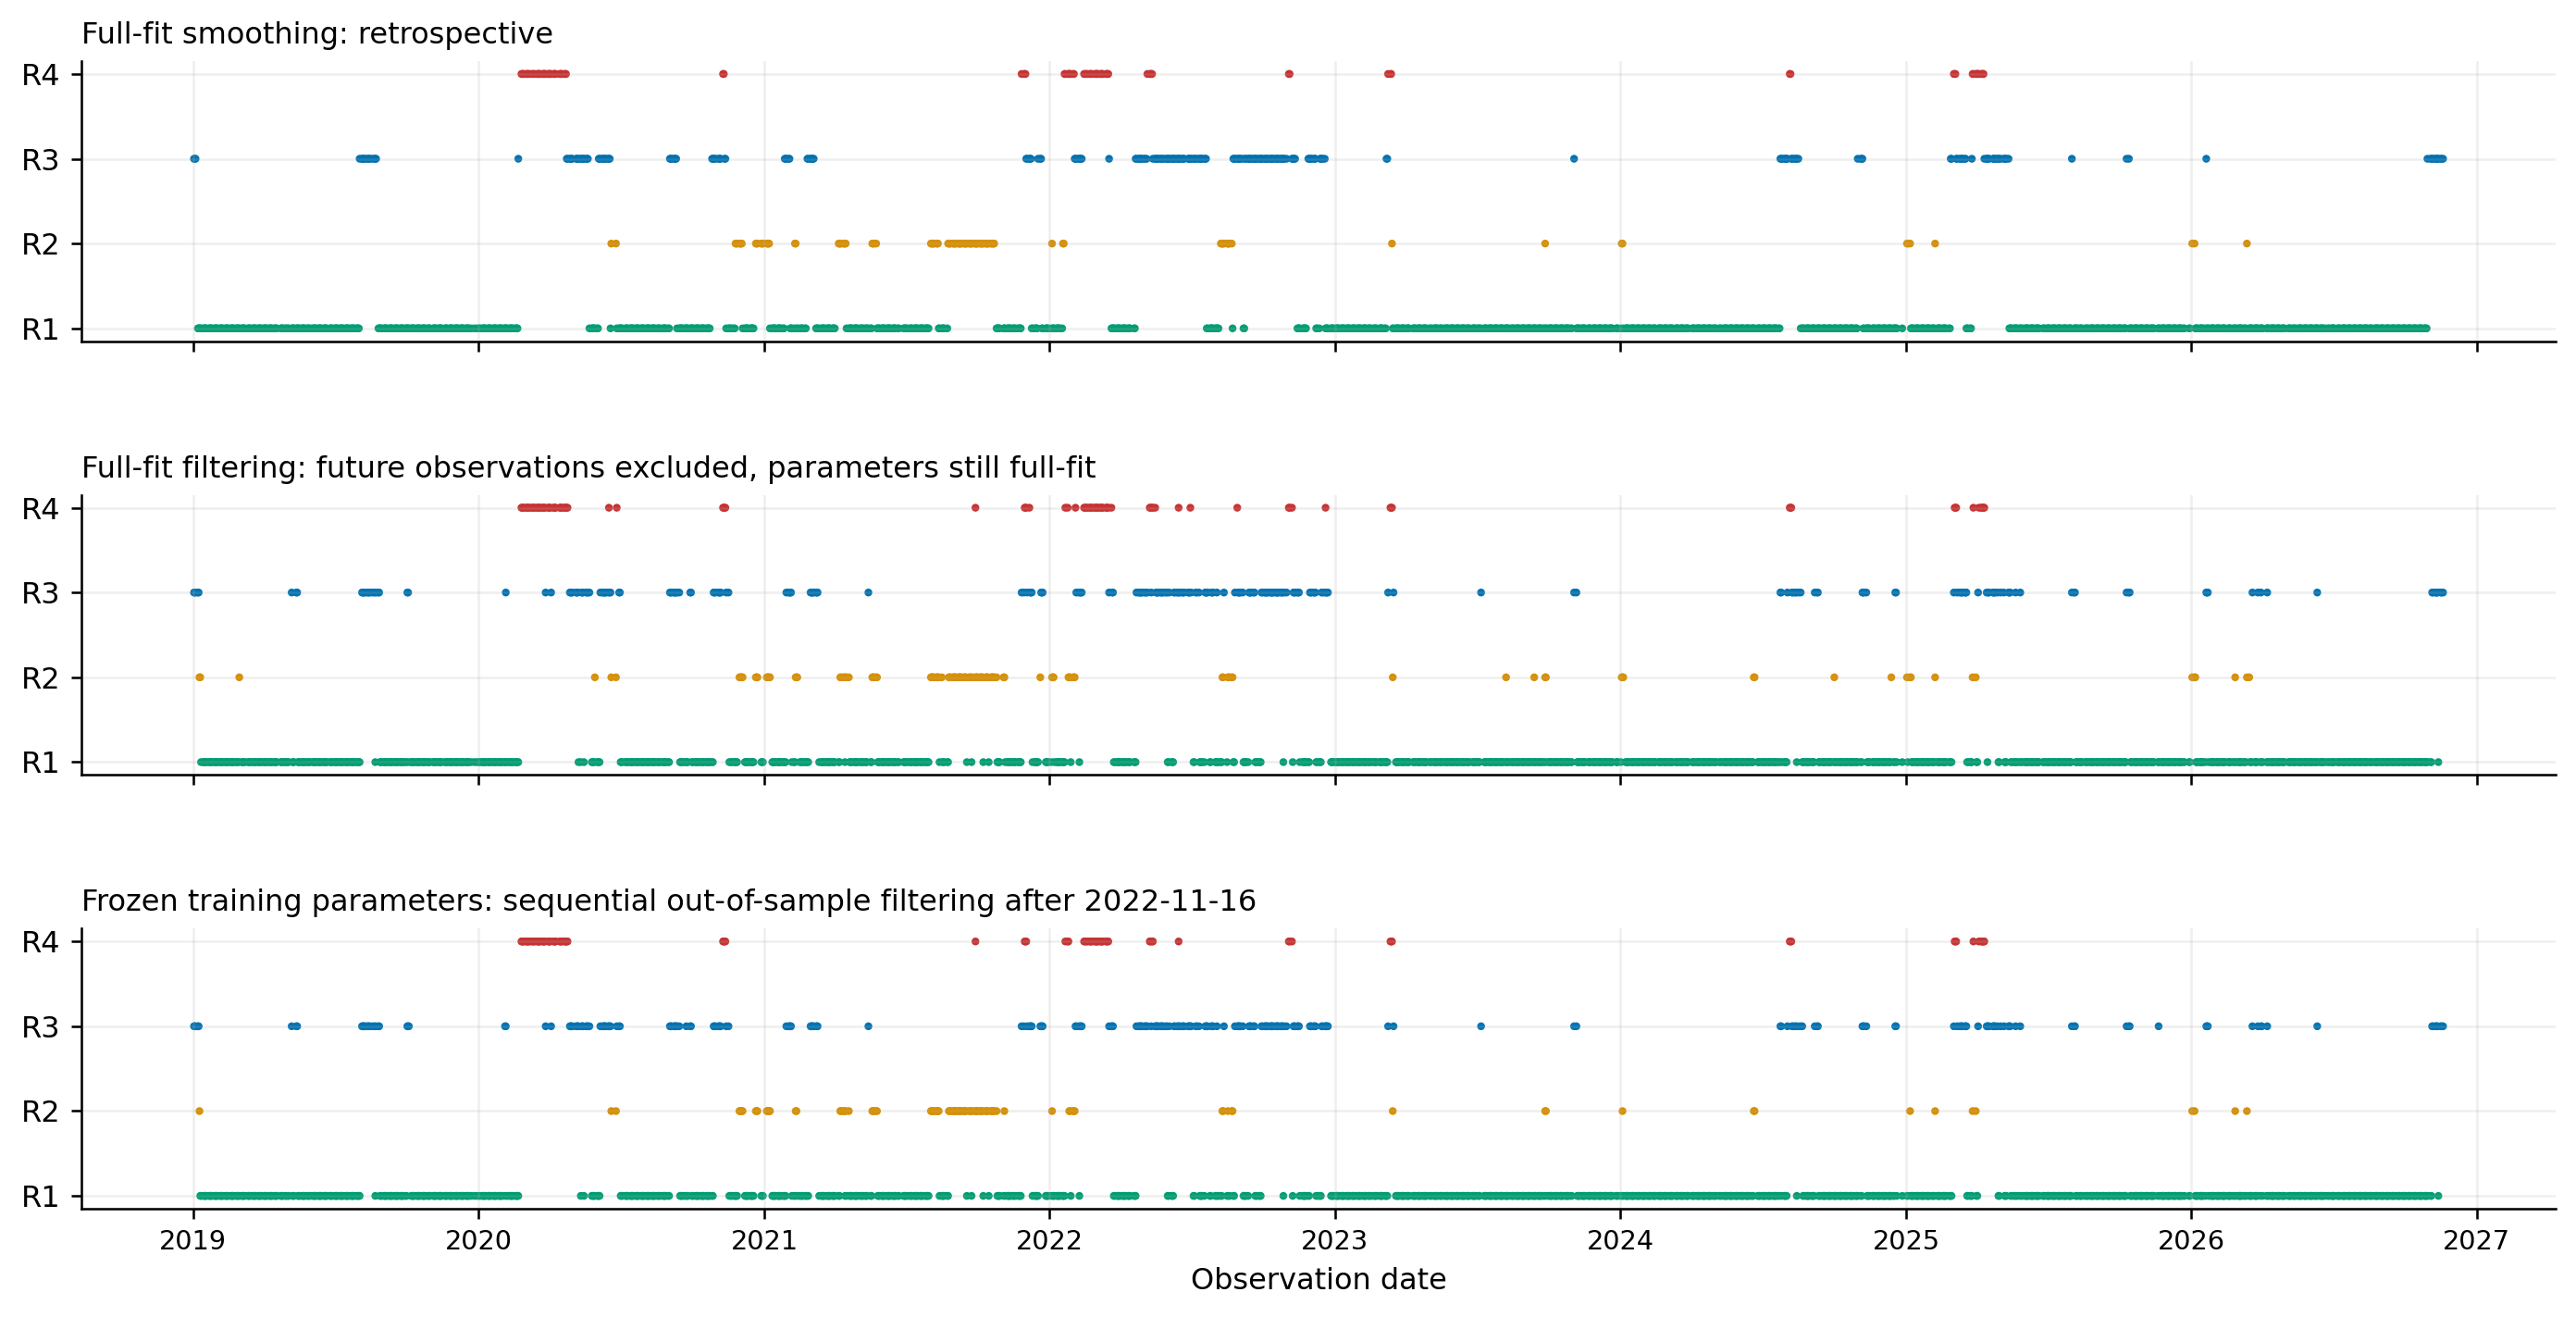 Full-fit smoothing: retrospective
R4
R3
R2
R1
Full-fit filtering: future observations excluded, parameters still full-fit
R4
R3
R2
R1
Frozen training parameters: sequential out-of-sample filtering after 2022-11-16
R4
R3
R2
R1
2019 2020 2021 2022 2023 2024 2025 2026 2027
Observation date